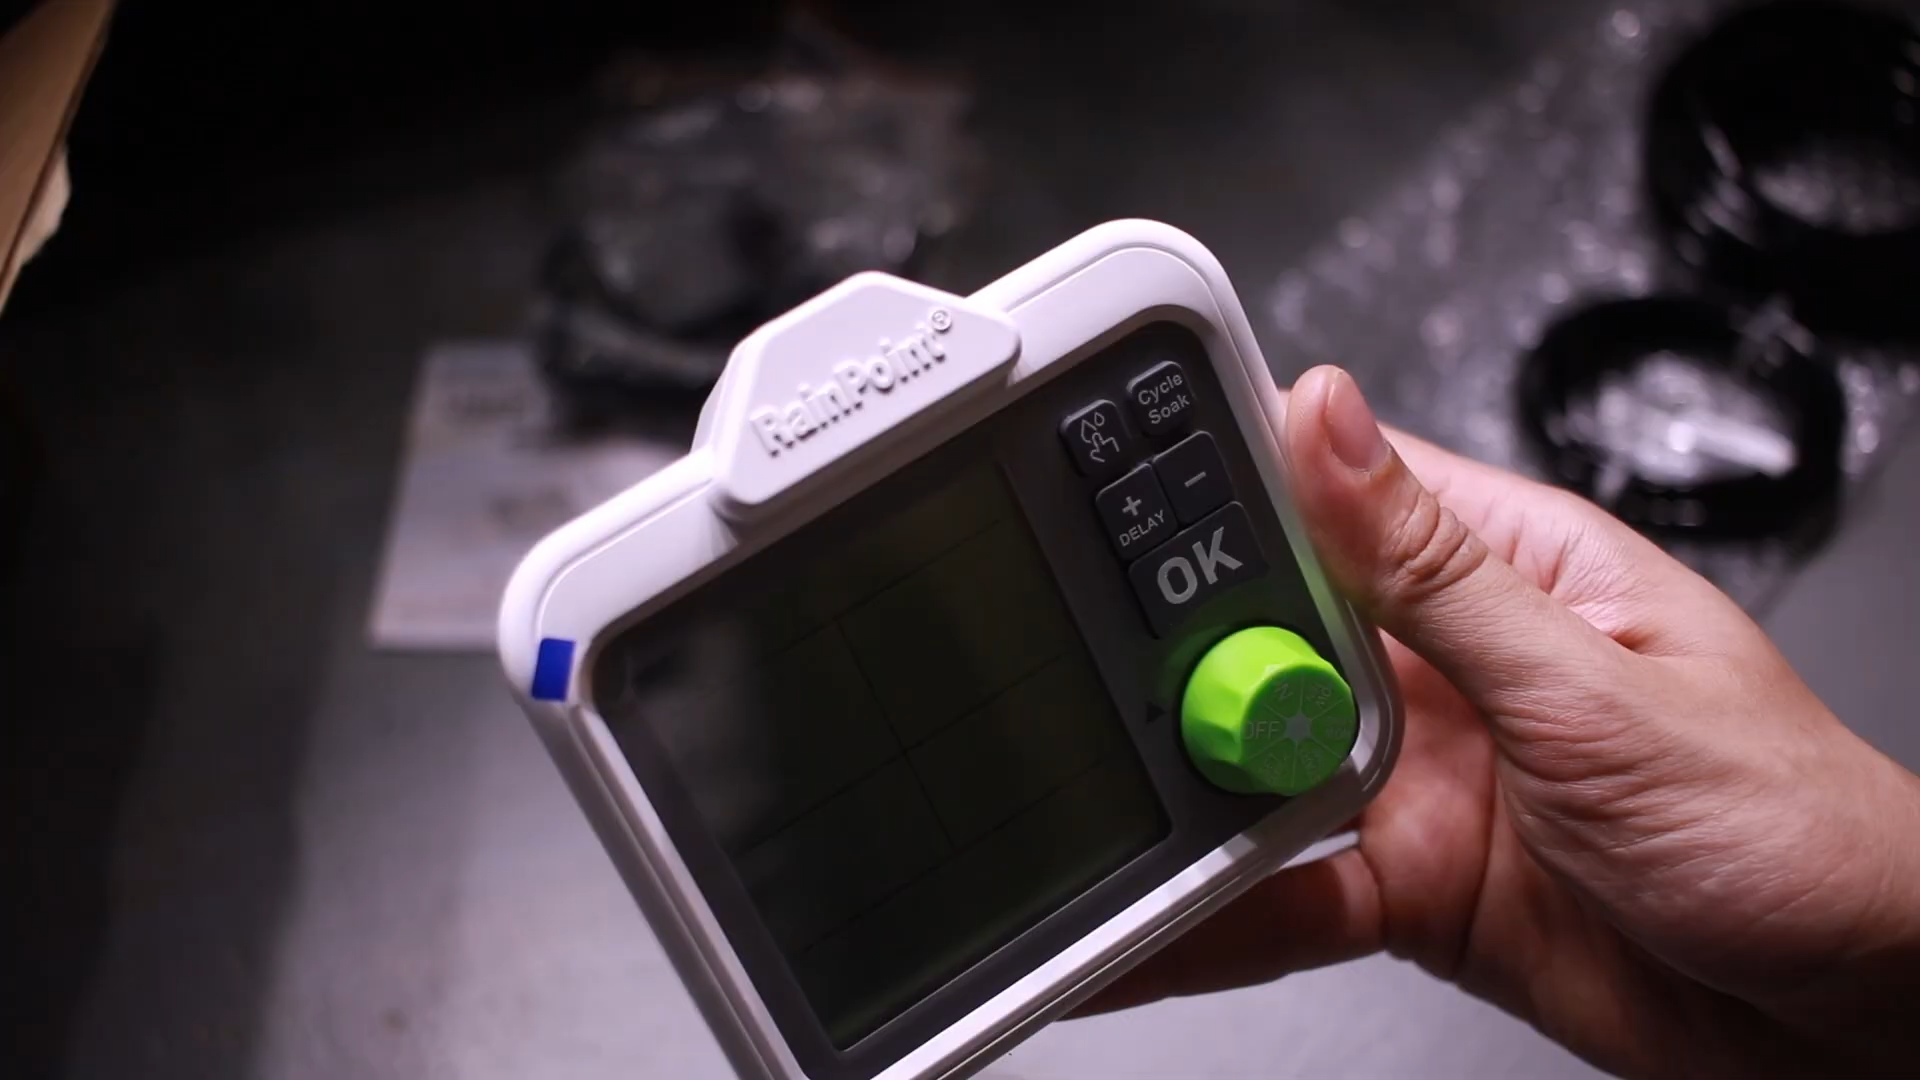 RainPoint®
Cycle
Soak
+
−
DELAY
OK
OFF